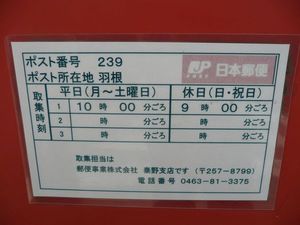 ポスト番号 239
ポスト所在地 羽根
JP POST 日本郵便
取集時刻 平日(月～土曜日) 休日(日・祝日)
1 10 時 00 分ごろ 9 時 00 分ごろ
2 時 分ごろ 時 分ごろ
3 時 分ごろ 時 分ごろ
取集担当は
郵便事業株式会社 秦野支店です (〒257-8799)
電話番号 0463-81-3375